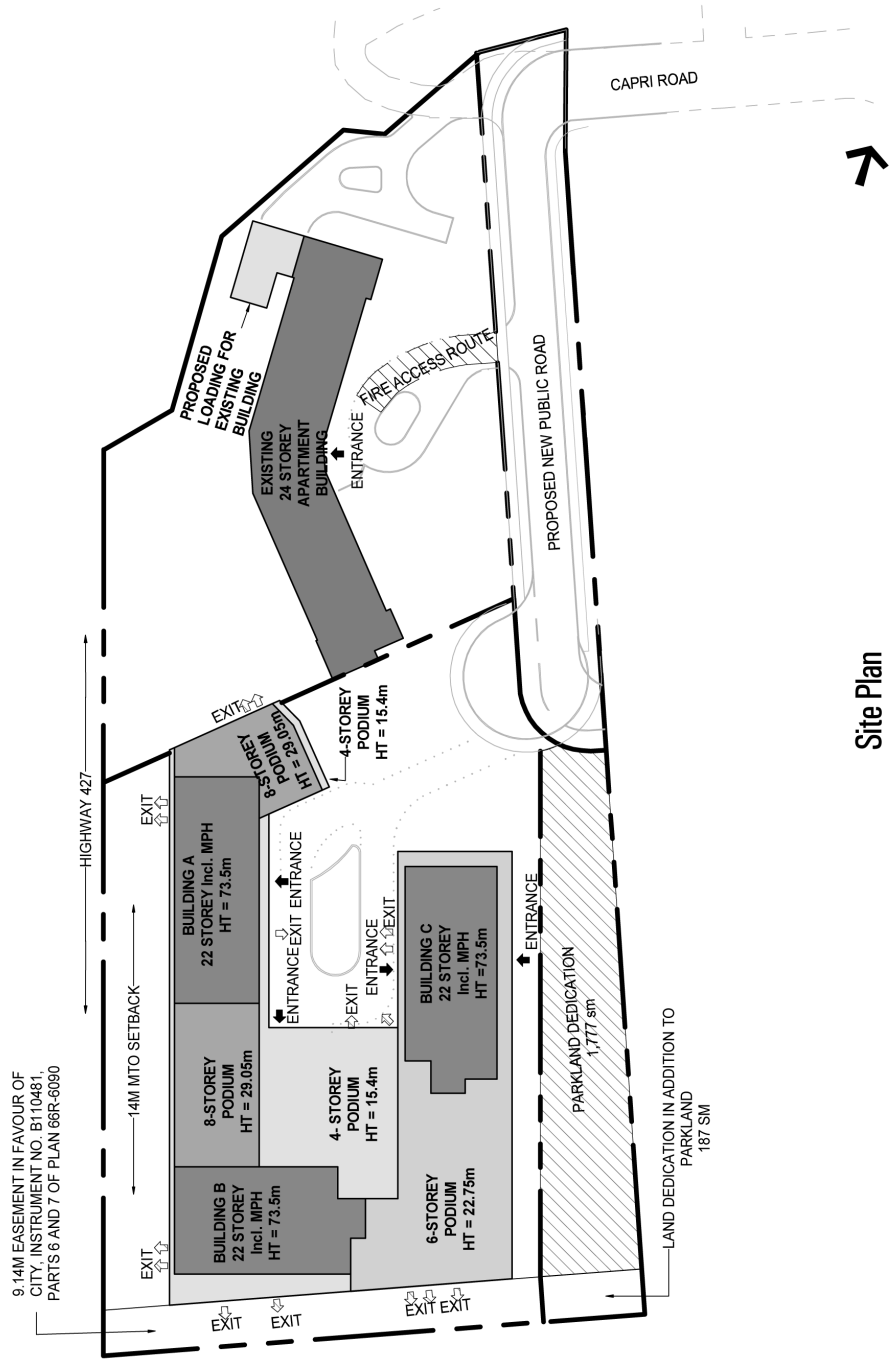 CAPRI ROAD
PROPOSED
LOADING FOR
EXISTING
BUILDING
FIRE ACCESS ROUTE
EXISTING
24 STOREY
APARTMENT
BUILDING
ENTRANCE
PROPOSED NEW PUBLIC ROAD
HIGHWAY 427
EXIT
8-STOREY
PODIUM
HT = 29.05m
4-STOREY
PODIUM
HT = 15.4m
EXIT
BUILDING A
22 STOREY Incl. MPH
HT = 73.5m
14M MTO SETBACK
ENTRANCE
EXIT
ENTRANCE
ENTRANCE
EXIT
EXIT
BUILDING C
22 STOREY
Incl. MPH
HT =73.5m
ENTRANCE
8-STOREY
PODIUM
HT = 29.05m
4- STOREY
PODIUM
HT = 15.4m
PARKLAND DEDICATION
1,777 sm
9.14M EASEMENT IN FAVOUR OF
CITY, INSTRUMENT NO. B110481,
PARTS 6 AND 7 OF PLAN 66R-6090
EXIT
BUILDING B
22 STOREY
Incl. MPH
HT = 73.5m
6-STOREY
PODIUM
HT = 22.75m
EXIT
EXIT
EXIT
EXIT
LAND DEDICATION IN ADDITION TO
PARKLAND
187 SM
Site Plan